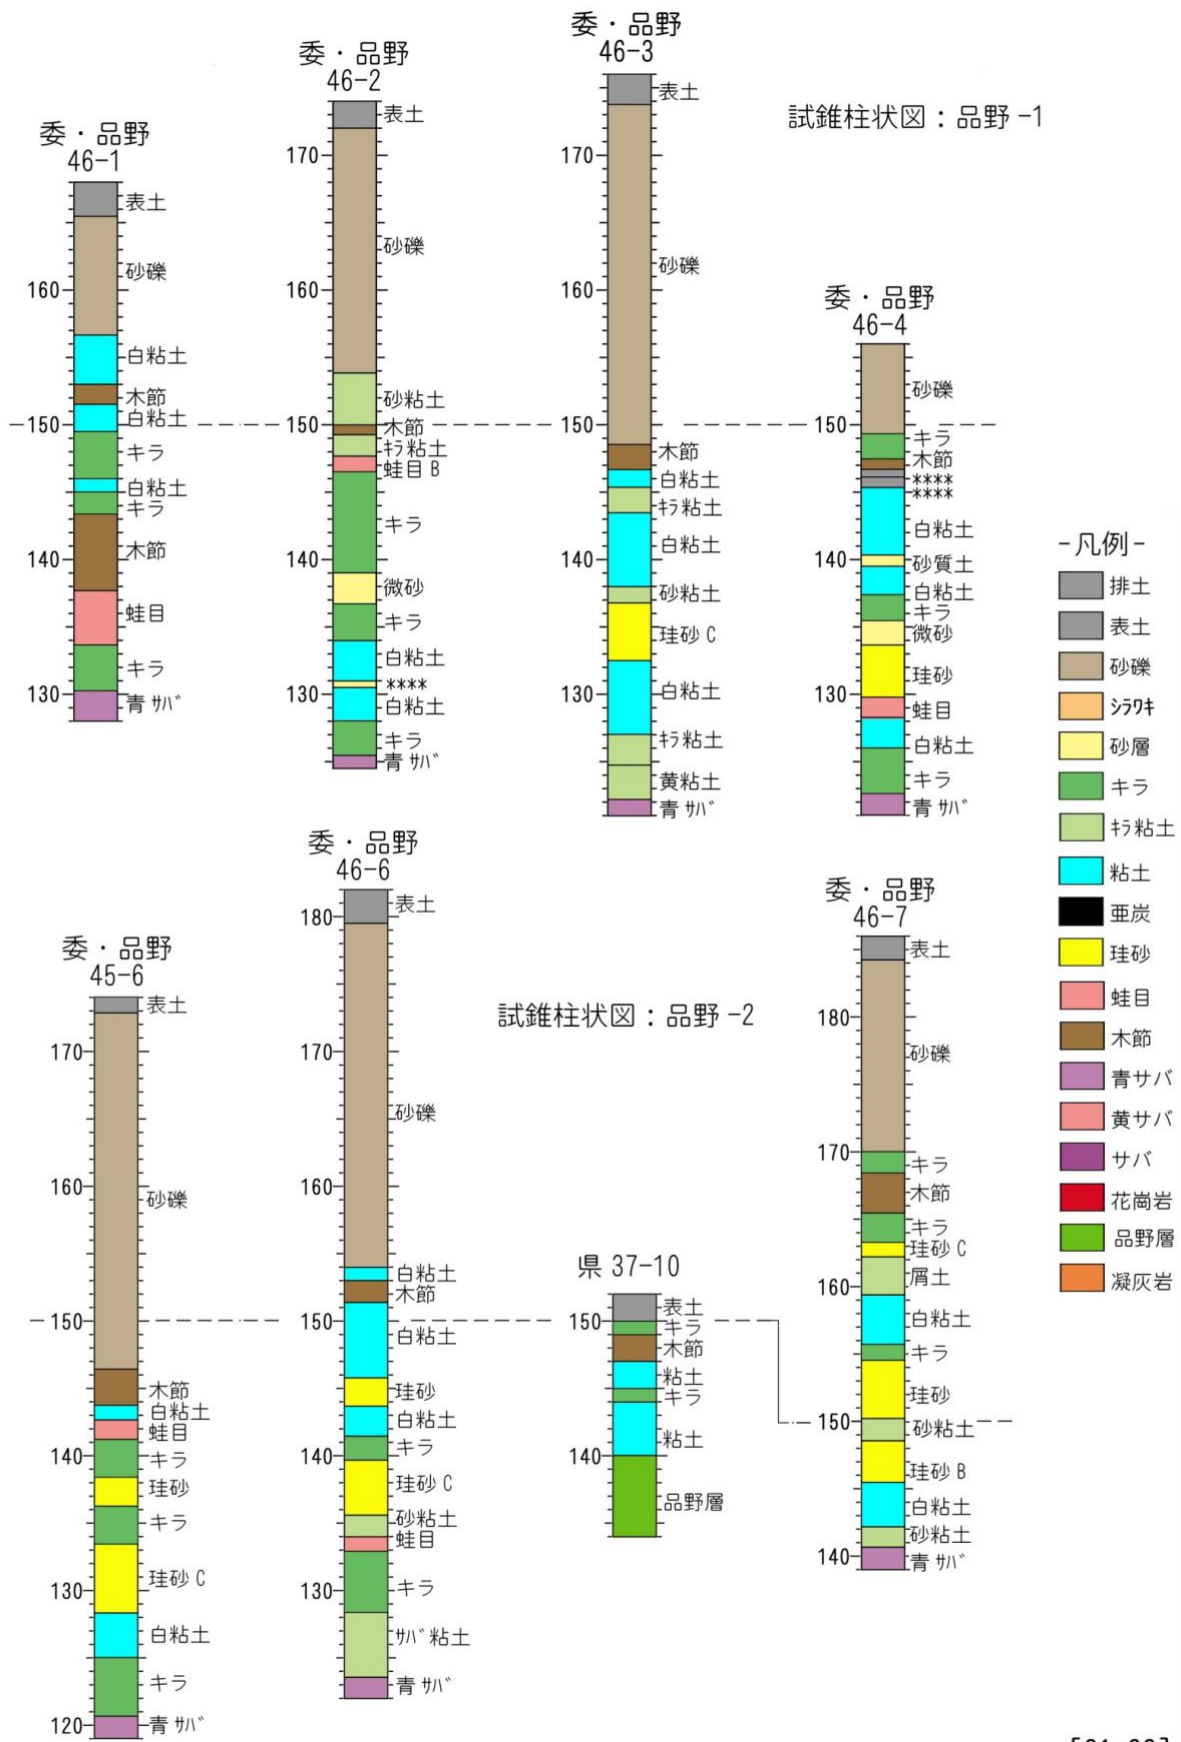 試錐柱状図：品野-1
委・品野
46-1
160
150
140
130
表土
砂礫
白粘土
木節
白粘土
キラ
白粘土
キラ
木節
蛙目
キラ
青ｻﾊﾞ
委・品野
46-2
170
160
150
140
130
表土
砂礫
砂粘土
木節
ｷﾗ粘土
蛙目B
キラ
微砂
キラ
白粘土
****
白粘土
キラ
青ｻﾊﾞ
委・品野
46-3
170
160
150
140
130
表土
砂礫
木節
白粘土
ｷﾗ粘土
白粘土
砂粘土
珪砂C
白粘土
ｷﾗ粘土
黄粘土
青ｻﾊﾞ
委・品野
46-4
150
140
130
砂礫
キラ
木節
****
****
白粘土
砂質土
白粘土
キラ
微砂
珪砂
蛙目
白粘土
キラ
青ｻﾊﾞ
-凡例-
排土
表土
砂礫
ｼﾗﾜｷ
砂層
キラ
ｷﾗ粘土
粘土
亜炭
珪砂
蛙目
木節
青サバ
黄サバ
サバ
花崗岩
品野層
凝灰岩
試錐柱状図：品野-2
委・品野
45-6
170
160
150
140
130
120
表土
砂礫
木節
白粘土
蛙目
キラ
珪砂
キラ
珪砂C
白粘土
キラ
青ｻﾊﾞ
委・品野
46-6
180
170
160
150
140
130
表土
砂礫
白粘土
木節
白粘土
珪砂
白粘土
キラ
珪砂C
砂粘土
蛙目
キラ
ｻﾊﾞ粘土
青ｻﾊﾞ
県37-10
150
140
表土
キラ
木節
粘土
キラ
粘土
品野層
委・品野
46-7
180
170
160
150
140
表土
砂礫
キラ
木節
キラ
珪砂C
屑土
白粘土
キラ
珪砂
砂粘土
珪砂B
白粘土
砂粘土
青ｻﾊﾞ